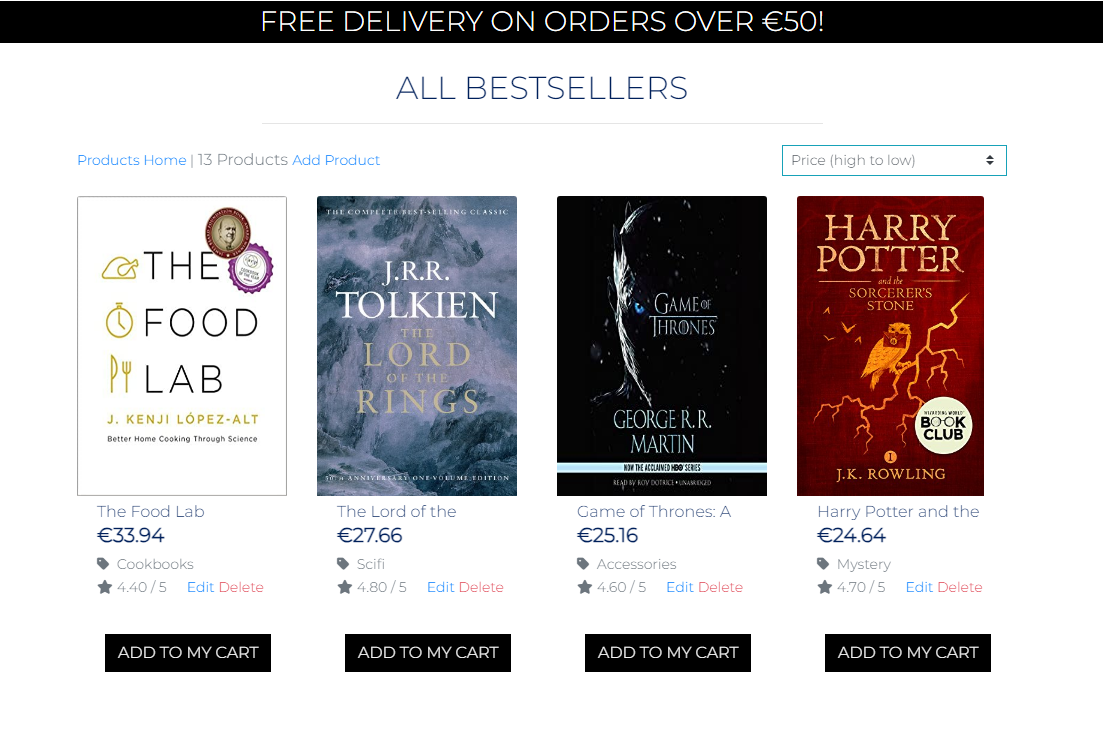 FREE DELIVERY ON ORDERS OVER €50!
ALL BESTSELLERS
Products Home | 13 Products Add Product
Price (high to low)
THE
FOOD
LAB
J. KENJI LÓPEZ-ALT
Better Home Cooking Through Science
The Food Lab
€33.94
Cookbooks
4.40 / 5 Edit Delete
ADD TO MY CART
THE COMPLETE BEST-SELLING CLASSIC
J.R.R.
TOLKIEN
THE
LORD
OF THE
RINGS
50TH ANNIVERSARY ONE-VOLUME EDITION
The Lord of the
€27.66
Scifi
4.80 / 5 Edit Delete
ADD TO MY CART
GAME OF
THRONES
GEORGE R. R.
MARTIN
NOW THE ACCLAIMED HBO SERIES
READ BY ROY DOTRICE • UNABRIDGED
Game of Thrones: A
€25.16
Accessories
4.60 / 5 Edit Delete
ADD TO MY CART
HARRY
POTTER
and the
SORCERER'S
STONE
WIZARDING WORLD
BOOK
CLUB
1
J.K. ROWLING
Harry Potter and the
€24.64
Mystery
4.70 / 5 Edit Delete
ADD TO MY CART